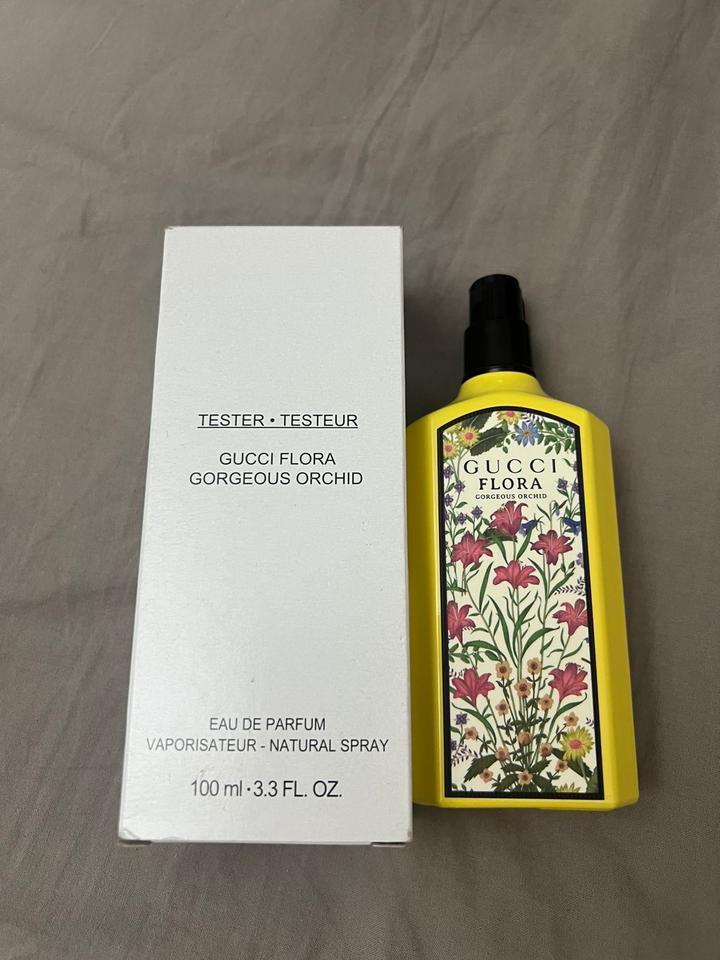 TESTER • TESTEUR
GUCCI FLORA
GORGEOUS ORCHID
EAU DE PARFUM
VAPORISATEUR - NATURAL SPRAY
100 ml • 3.3 FL. OZ.
GUCCI
FLORA
GORGEOUS ORCHID